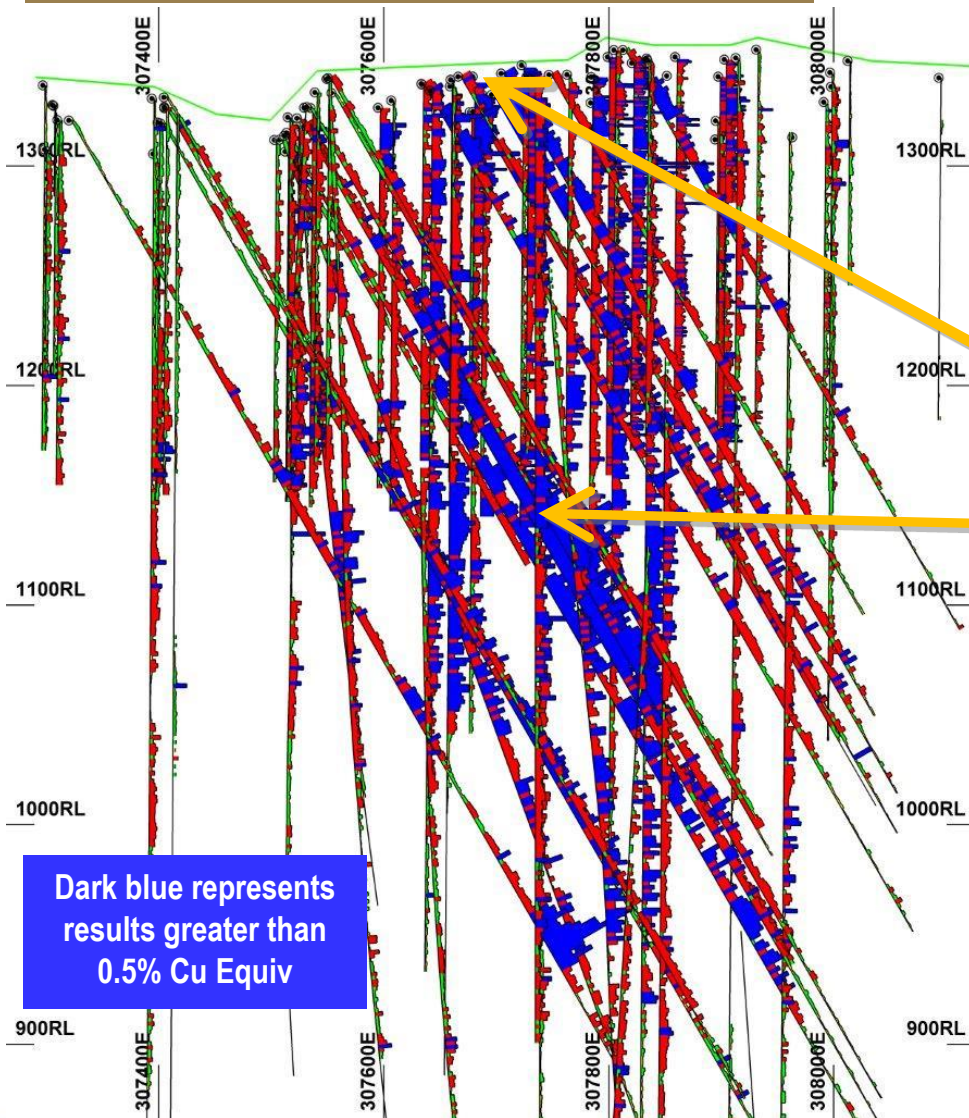 307400E
307600E
307800E
308000E
1300RL
1300RL
1200RL
1200RL
1100RL
1100RL
1000RL
1000RL
Dark blue represents
results greater than
0.5% Cu Equiv
900RL
900RL
307400E
307600E
307800E
308000E